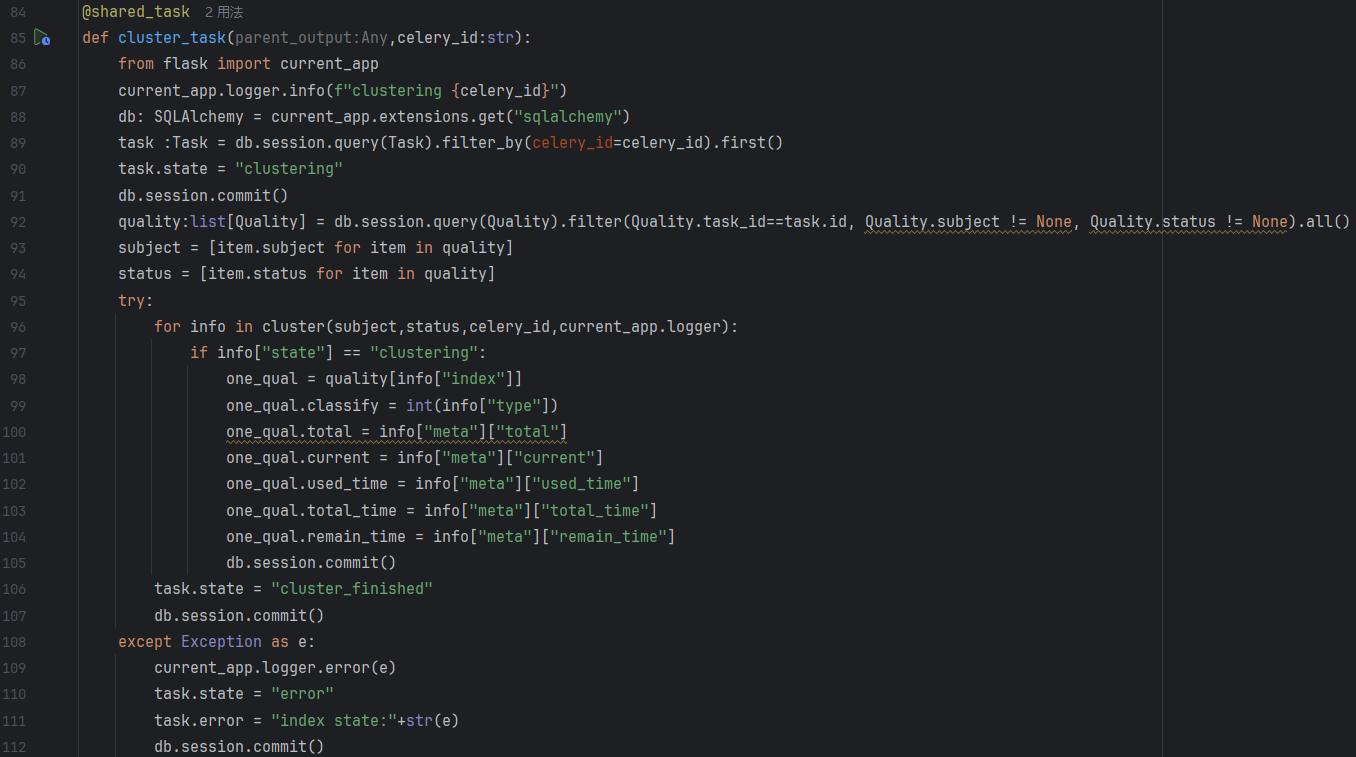 84 @shared_task 2 用法
85 def cluster_task(parent_output:Any,celery_id:str):
86 from flask import current_app
87 current_app.logger.info(f"clustering {celery_id}")
88 db: SQLAlchemy = current_app.extensions.get("sqlalchemy")
89 task :Task = db.session.query(Task).filter_by(celery_id=celery_id).first()
90 task.state = "clustering"
91 db.session.commit()
92 quality:list[Quality] = db.session.query(Quality).filter(Quality.task_id==task.id, Quality.subject != None, Quality.status != None).all()
93 subject = [item.subject for item in quality]
94 status = [item.status for item in quality]
95 try:
96 for info in cluster(subject,status,celery_id,current_app.logger):
97 if info["state"] == "clustering":
98 one_qual = quality[info["index"]]
99 one_qual.classify = int(info["type"])
100 one_qual.total = info["meta"]["total"]
101 one_qual.current = info["meta"]["current"]
102 one_qual.used_time = info["meta"]["used_time"]
103 one_qual.total_time = info["meta"]["total_time"]
104 one_qual.remain_time = info["meta"]["remain_time"]
105 db.session.commit()
106 task.state = "cluster_finished"
107 db.session.commit()
108 except Exception as e:
109 current_app.logger.error(e)
110 task.state = "error"
111 task.error = "index state:"+str(e)
112 db.session.commit()